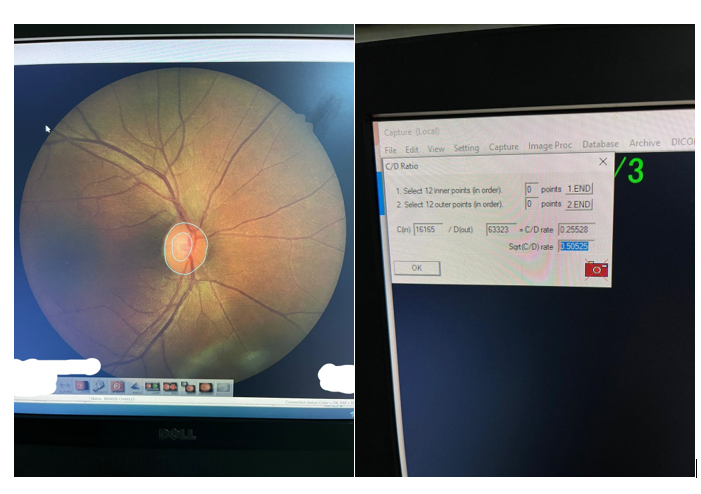 DELL
Capture (Local)
File Edit View Setting Capture Image Proc Database Archive DICO
/3
C/D Ratio
1. Select 12 inner points (in order). 0 points 1.END
2. Select 12 outer points (in order). 0 points 2.END
C(in) 16165 / D(out) 63323 = C/D rate 0.25528
Sqrt(C/D) rate 0.50525
OK